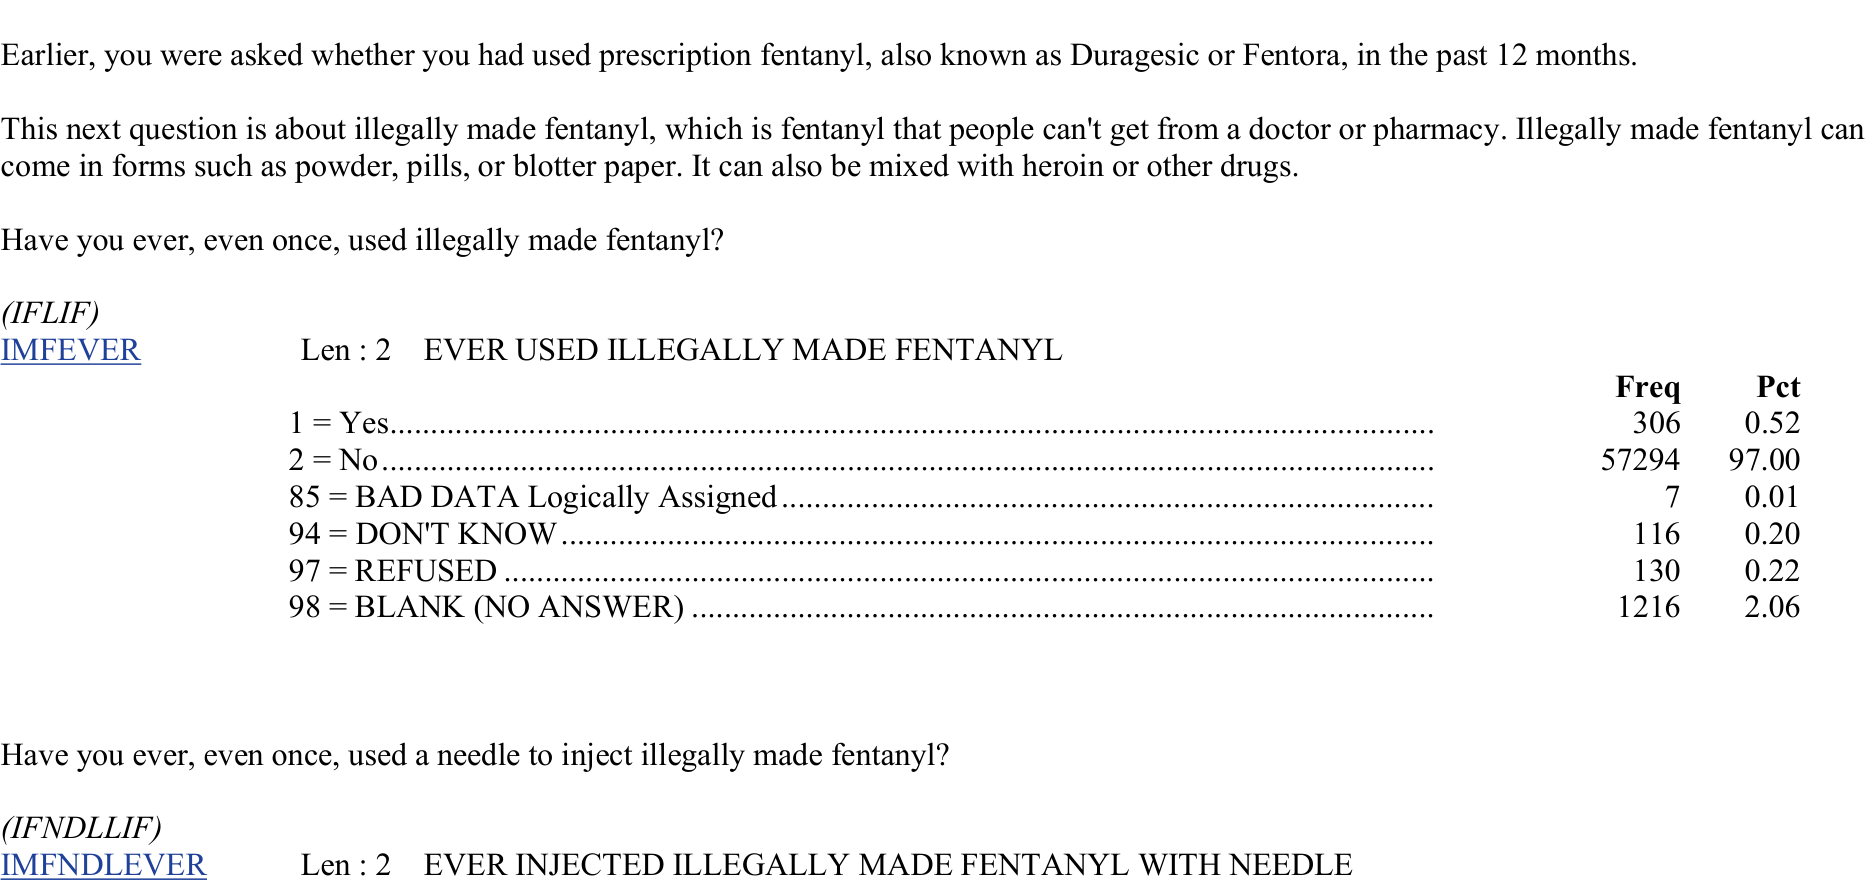 Earlier, you were asked whether you had used prescription fentanyl, also known as Duragesic or Fentora, in the past 12 months.
This next question is about illegally made fentanyl, which is fentanyl that people can't get from a doctor or pharmacy. Illegally made fentanyl can
come in forms such as powder, pills, or blotter paper. It can also be mixed with heroin or other drugs.
Have you ever, even once, used illegally made fentanyl?
(IFLIF)
IMFEVER Len : 2 EVER USED ILLEGALLY MADE FENTANYL
Freq Pct
1 = Yes.......................................................................................................................... 306 0.52
2 = No.......................................................................................................................... 57294 97.00
85 = BAD DATA Logically Assigned.......................................................................... 7 0.01
94 = DON'T KNOW.................................................................................................... 116 0.20
97 = REFUSED .......................................................................................................... 130 0.22
98 = BLANK (NO ANSWER) .................................................................................... 1216 2.06
Have you ever, even once, used a needle to inject illegally made fentanyl?
(IFNDLLIF)
IMFNDLEVER Len : 2 EVER INJECTED ILLEGALLY MADE FENTANYL WITH NEEDLE